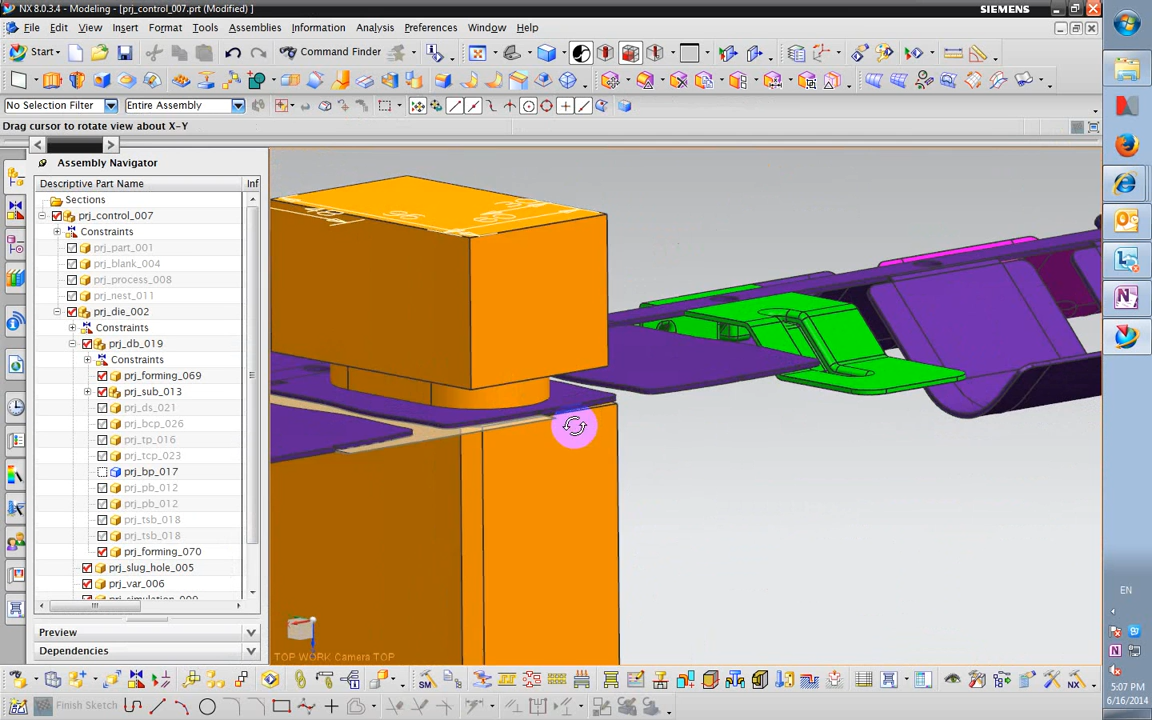 NX 8.0.3.4 - Modeling - [prj_control_007.prt (Modified) ]
SIEMENS
File Edit View Insert Format Tools Assemblies Information Analysis Preferences Window Help
Start
Command Finder
No Selection Filter Entire Assembly
Drag cursor to rotate view about X-Y
Assembly Navigator
Descriptive Part Name Inf
Sections
prj_control_007
Constraints
prj_part_001
prj_blank_004
prj_process_008
prj_nest_011
prj_die_002
Constraints
prj_db_019
Constraints
prj_forming_069
prj_sub_013
prj_ds_021
prj_bcp_026
prj_tp_016
prj_tcp_023
prj_bp_017
prj_pb_012
prj_pb_012
prj_tsb_018
prj_tsb_018
prj_forming_070
prj_slug_hole_005
prj_var_006
Preview
Dependencies
TOP WORK Camera TOP
Finish Sketch
EN
5:07 PM
6/16/2014